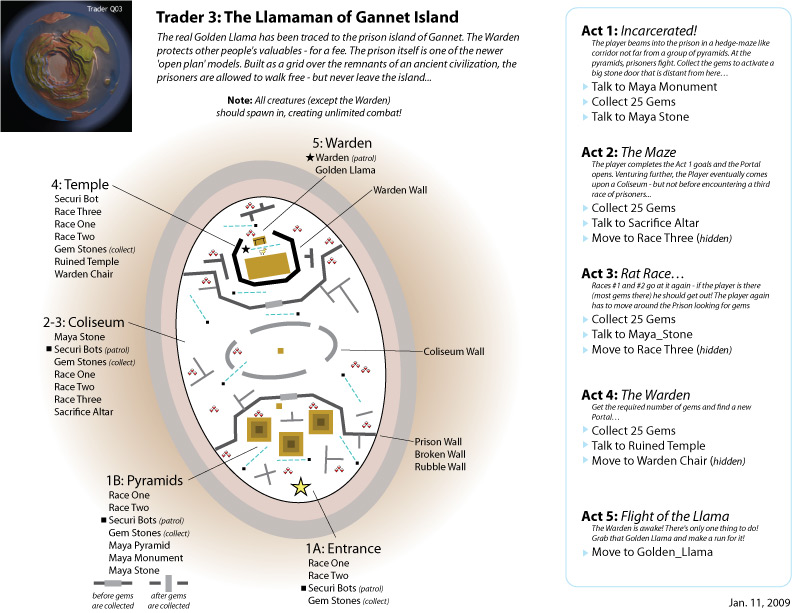 Trader Q03
Trader 3: The Llamaman of Gannet Island
The real Golden Llama has been traced to the prison island of Gannet. The Warden
protects other people's valuables - for a fee. The prison itself is one of the newer
'open plan' models. Built as a grid over the remnants of an ancient civilization, the
prisoners are allowed to walk free - but never leave the island...
Note: All creatures (except the Warden)
should spawn in, creating unlimited combat!
5: Warden
Warden (patrol)
Golden Llama
Warden Wall
4: Temple
Securi Bot
Race Three
Race One
Race Two
Gem Stones (collect)
Ruined Temple
Warden Chair
2-3: Coliseum
Maya Stone
Securi Bots (patrol)
Gem Stones (collect)
Race One
Race Two
Race Three
Sacrifice Altar
Coliseum Wall
Prison Wall
Broken Wall
Rubble Wall
1B: Pyramids
Race One
Race Two
Securi Bots (patrol)
Gem Stones (collect)
Maya Pyramid
Maya Monument
Maya Stone
before gems
are collected
after gems
are collected
1A: Entrance
Race One
Race Two
Securi Bots (patrol)
Gem Stones (collect)
Act 1: Incarcerated!
The player beams into the prison in a hedge-maze like
corridor not far from a group of pyramids. At the
pyramids, prisoners fight. Collect the gems to activate a
big stone door that is distant from here...
Talk to Maya Monument
Collect 25 Gems
Talk to Maya Stone
Act 2: The Maze
The player completes the Act 1 goals and the Portal
opens. Venturing further, the Player eventually comes
upon a Coliseum - but not before encountering a third
race of prisoners...
Collect 25 Gems
Talk to Sacrifice Altar
Move to Race Three (hidden)
Act 3: Rat Race...
Races #1 and #2 go at it again - if the player is there
(most gems there) he should get out! The player again
has to move around the Prison looking for gems
Collect 25 Gems
Talk to Maya_Stone
Move to Race Three (hidden)
Act 4: The Warden
Get the required number of gems and find a new
Portal...
Collect 25 Gems
Talk to Ruined Temple
Move to Warden Chair (hidden)
Act 5: Flight of the Llama
The Warden is awake! There's only one thing to do!
Grab that Golden Llama and make a run for it!
Move to Golden_Llama
Jan. 11, 2009